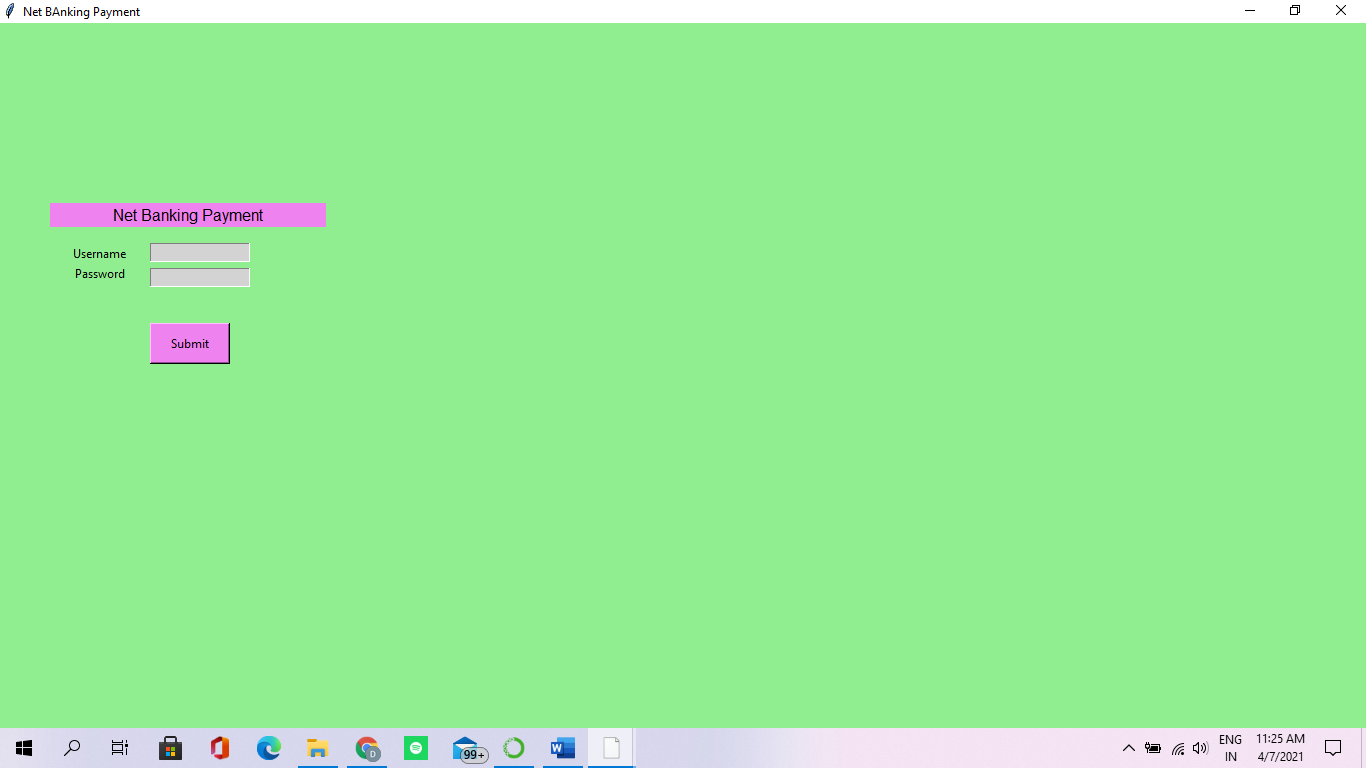 Net BAnking Payment
Net Banking Payment
Username
Password
Submit
D
99+
W
ENG
IN
11:25 AM
4/7/2021